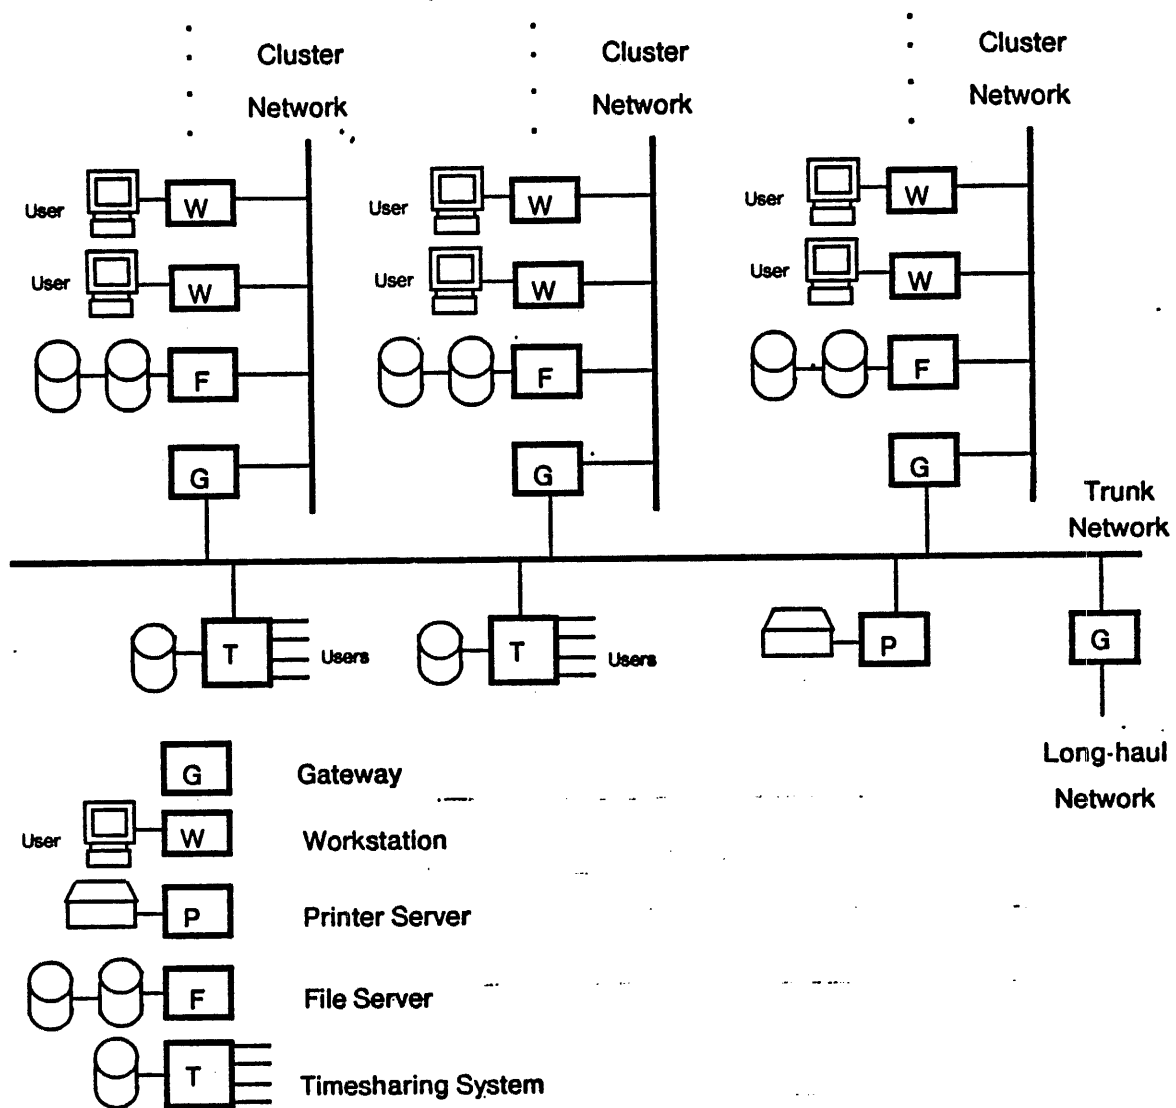 Cluster
Network
Cluster
Network
Cluster
Network
User
W
User
W
User
W
User
W
User
W
User
W
F
F
F
G
G
G
Trunk
Network
T
Users
T
Users
P
G
Long-haul
Network
G
Gateway
User
W
Workstation
P
Printer Server
F
File Server
T
Timesharing System